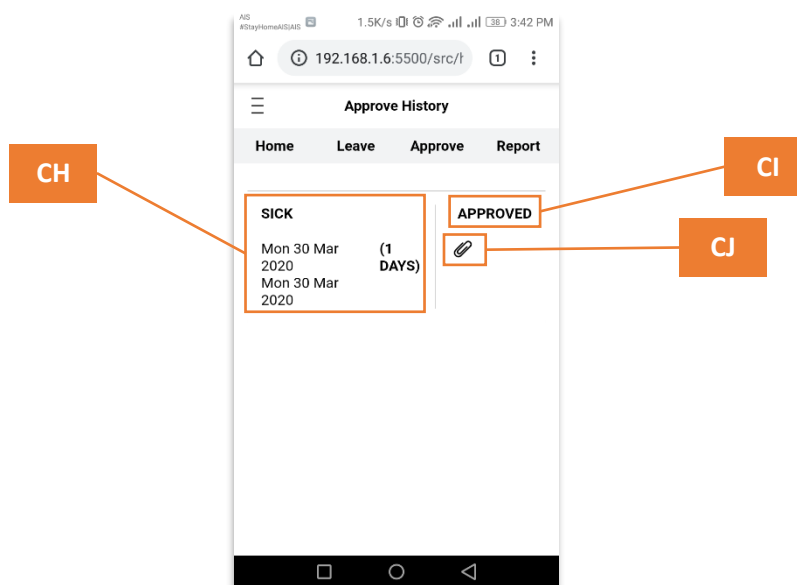 AIS
#StayHomeAIS|AIS 1.5K/s 38 3:42 PM
192.168.1.6:5500/src/h 1
Approve History
Home Leave Approve Report
CH
CI
SICK APPROVED
Mon 30 Mar (1
2020 DAYS)
Mon 30 Mar
2020
CJ